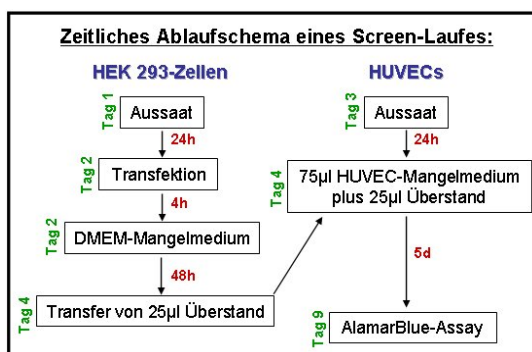 Zeitliches Ablaufschema eines Screen-Laufes:
HEK 293-Zellen
Tag 1
Aussaat
24h
Tag 2
Transfektion
4h
Tag 2
DMEM-Mangelmedium
48h
Tag 4
Transfer von 25µl Überstand
HUVECs
Tag 3
Aussaat
24h
Tag 4
75µl HUVEC-Mangelmedium
plus 25µl Überstand
5d
Tag 9
AlamarBlue-Assay